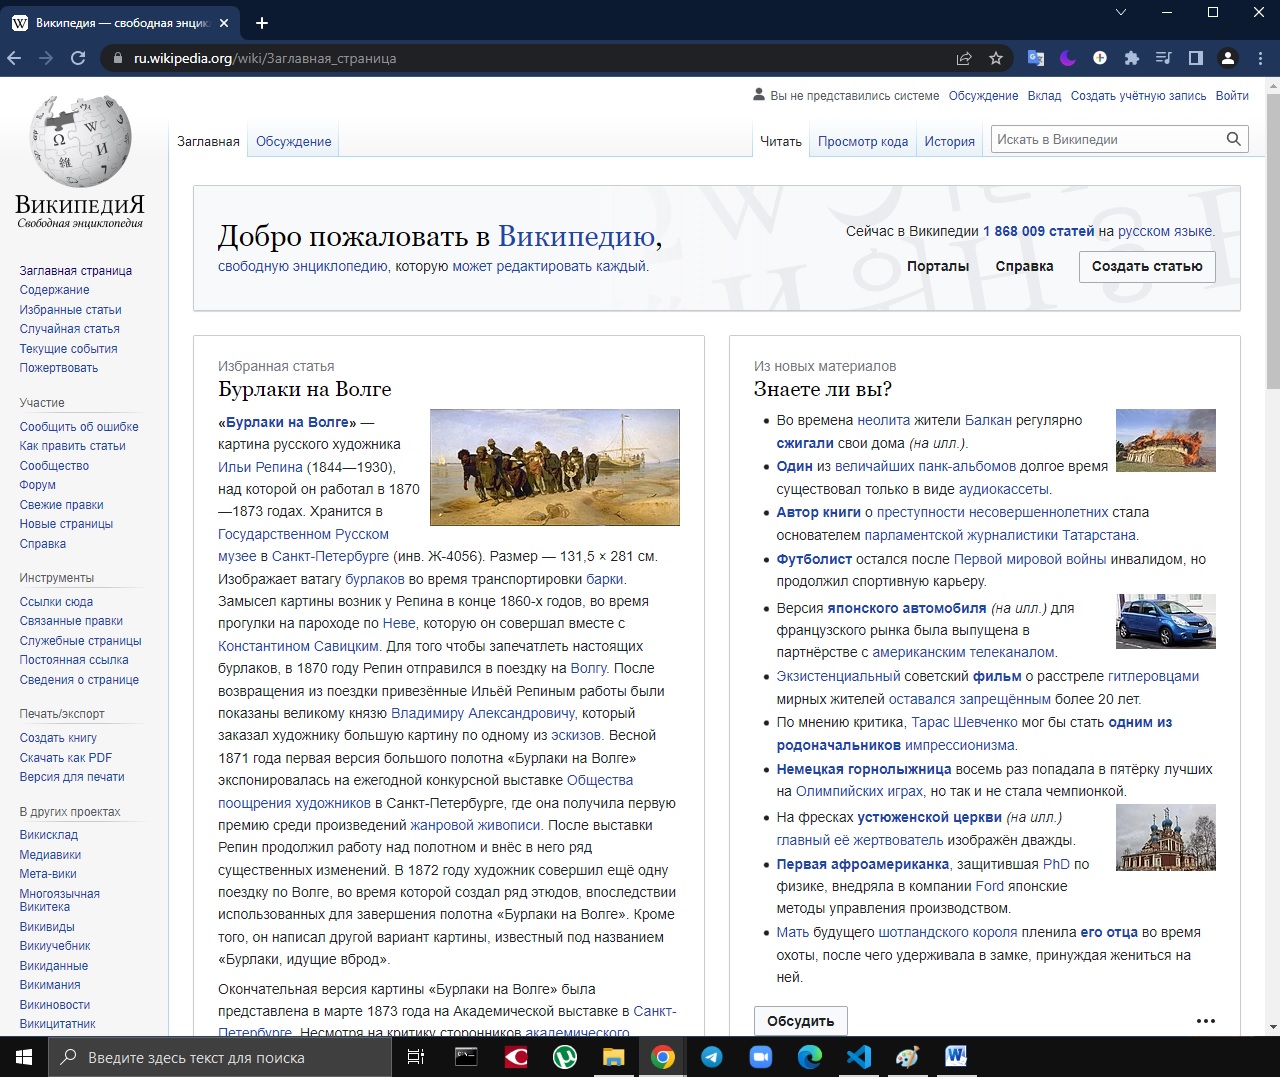 Википедия — свободная энцик
ru.wikipedia.org/wiki/Заглавная_страница
Вы не представились системе Обсуждение Вклад Создать учётную запись Войти
Заглавная Обсуждение Читать Просмотр кода История Искать в Википедии
ВикипедиЯ
Свободная энциклопедия
Заглавная страница
Содержание
Избранные статьи
Случайная статья
Текущие события
Пожертвовать
Участие
Сообщить об ошибке
Как править статьи
Сообщество
Форум
Свежие правки
Новые страницы
Справка
Инструменты
Ссылки сюда
Связанные правки
Служебные страницы
Постоянная ссылка
Сведения о странице
Печать/экспорт
Создать книгу
Скачать как PDF
Версия для печати
В других проектах
Викисклад
Медиавики
Мета-вики
Многоязычная
Викитека
Викивиды
Викиучебник
Викиданные
Викимания
Викиновости
Викицитатник
Добро пожаловать в Википедию,
свободную энциклопедию, которую может редактировать каждый.
Сейчас в Википедии 1 868 009 статей на русском языке.
Порталы Справка Создать статью
Избранная статья
Бурлаки на Волге
«Бурлаки на Волге» —
картина русского художника
Ильи Репина (1844—1930),
над которой он работал в 1870
—1873 годах. Хранится в
Государственном Русском
музее в Санкт-Петербурге (инв. Ж-4056). Размер — 131,5 × 281 см.
Изображает ватагу бурлаков во время транспортировки барки.
Замысел картины возник у Репина в конце 1860-х годов, во время
прогулки на пароходе по Неве, которую он совершал вместе с
Константином Савицким. Для того чтобы запечатлеть настоящих
бурлаков, в 1870 году Репин отправился в поездку на Волгу. После
возвращения из поездки привезённые Ильёй Репиным работы были
показаны великому князю Владимиру Александровичу, который
заказал художнику большую картину по одному из эскизов. Весной
1871 года первая версия большого полотна «Бурлаки на Волге»
экспонировалась на ежегодной конкурсной выставке Общества
поощрения художников в Санкт-Петербурге, где она получила первую
премию среди произведений жанровой живописи. После выставки
Репин продолжил работу над полотном и внёс в него ряд
существенных изменений. В 1872 году художник совершил ещё одну
поездку по Волге, во время которой создал ряд этюдов, впоследствии
использованных для завершения полотна «Бурлаки на Волге». Кроме
того, он написал другой вариант картины, известный под названием
«Бурлаки, идущие вброд».
Окончательная версия картины «Бурлаки на Волге» была
представлена в марте 1873 года на Академической выставке в Санкт-
Петербурге. Несмотря на критику сторонников академического
Из новых материалов
Знаете ли вы?
Во времена неолита жители Балкан регулярно
сжигали свои дома (на илл.).
Один из величайших панк-альбомов долгое время
существовал только в виде аудиокассеты.
Автор книги о преступности несовершеннолетних стала
основателем парламентской журналистики Татарстана.
Футболист остался после Первой мировой войны инвалидом, но
продолжил спортивную карьеру.
Версия японского автомобиля (на илл.) для
французского рынка была выпущена в
партнёрстве с американским телеканалом.
Экзистенциальный советский фильм о расстреле гитлеровцами
мирных жителей оставался запрещённым более 20 лет.
По мнению критика, Тарас Шевченко мог бы стать одним из
родоначальников импрессионизма.
Немецкая горнолыжница восемь раз попадала в пятёрку лучших
на Олимпийских играх, но так и не стала чемпионкой.
На фресках устюженской церкви (на илл.)
главный её жертвователь изображён дважды.
Первая афроамериканка, защитившая PhD по
физике, внедряла в компании Ford японские
методы управления производством.
Мать будущего шотландского короля пленила его отца во время
охоты, после чего удерживала в замке, принуждая жениться на
ней.
Обсудить
Введите здесь текст для поиска